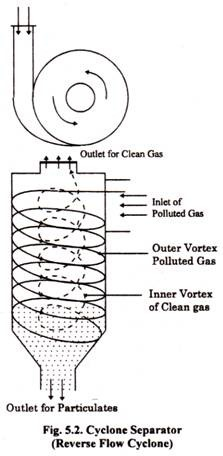 Outlet for Clean Gas
Inlet of
Polluted Gas
Outer Vortex
Polluted Gas
Inner Vortex
of Clean gas
Outlet for Particulates
Fig. 5.2. Cyclone Separator
(Reverse Flow Cyclone)